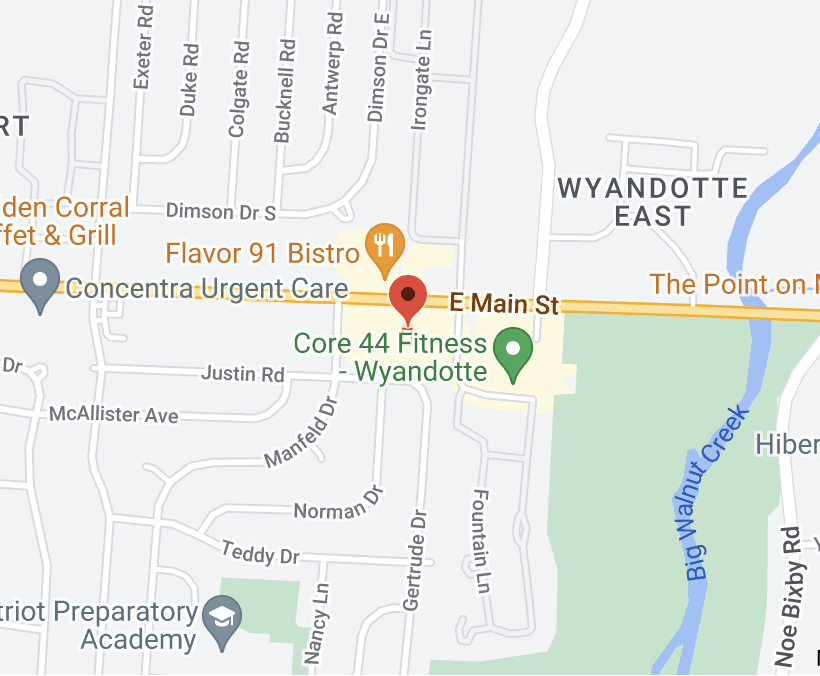 Exeter Rd
Duke Rd
Colgate Rd
Bucknell Rd
Antwerp Rd
Dimson Dr E
Irongate Ln
RT
WYANDOTTE
EAST
den Corral
ffet & Grill
Dimson Dr S
Flavor 91 Bistro
Concentra Urgent Care
E Main St
The Point on M
Core 44 Fitness
- Wyandotte
Dr
Justin Rd
McAllister Ave
Manfeld Dr
Big Walnut Creek
Hiber
Norman Dr
Fountain Ln
Teddy Dr
Gertrude Dr
Noe Bixby Rd
triot Preparatory
Academy
Nancy Ln